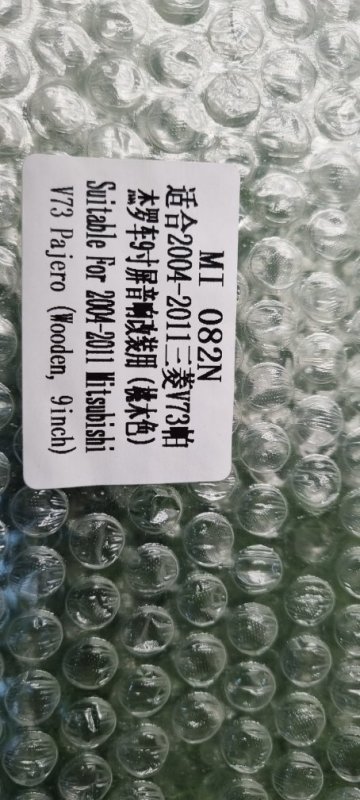 MI 082N
适合2004-2011三菱V73帕
杰罗车9寸屏音响改装用（桃木色）
Suitable For 2004-2011 Mitsubishi
V73 Pajero (Wooden, 9inch)